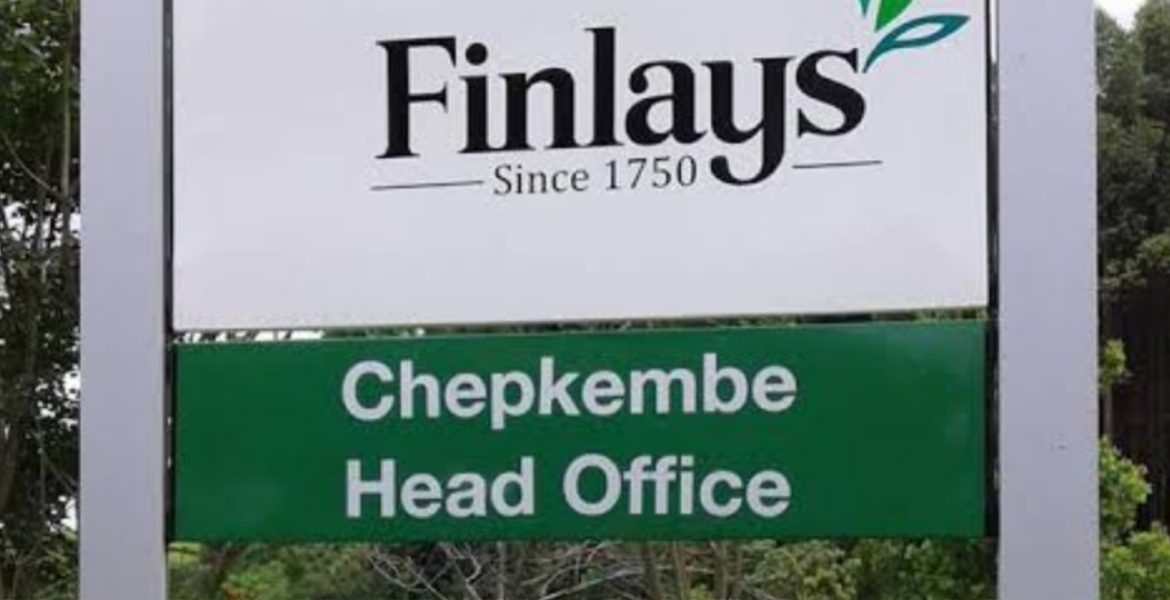 Finlays
Since 1750
Chepkembe
Head Office